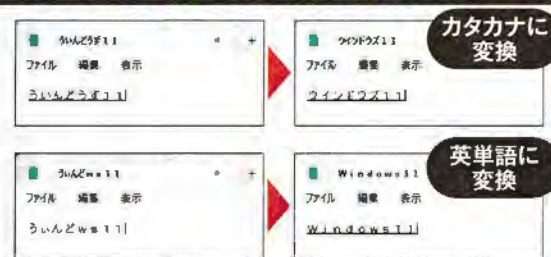 ういんどうず11
ファイル 編集 表示
ういんどうず11
ウインドウズ11
ファイル 編集 表示
ウインドウズ11
カタカナに
変換
うぃんどws11
ファイル 編集 表示
うぃんどws11
Windows11
ファイル 編集 表示
Windows11
英単語に
変換